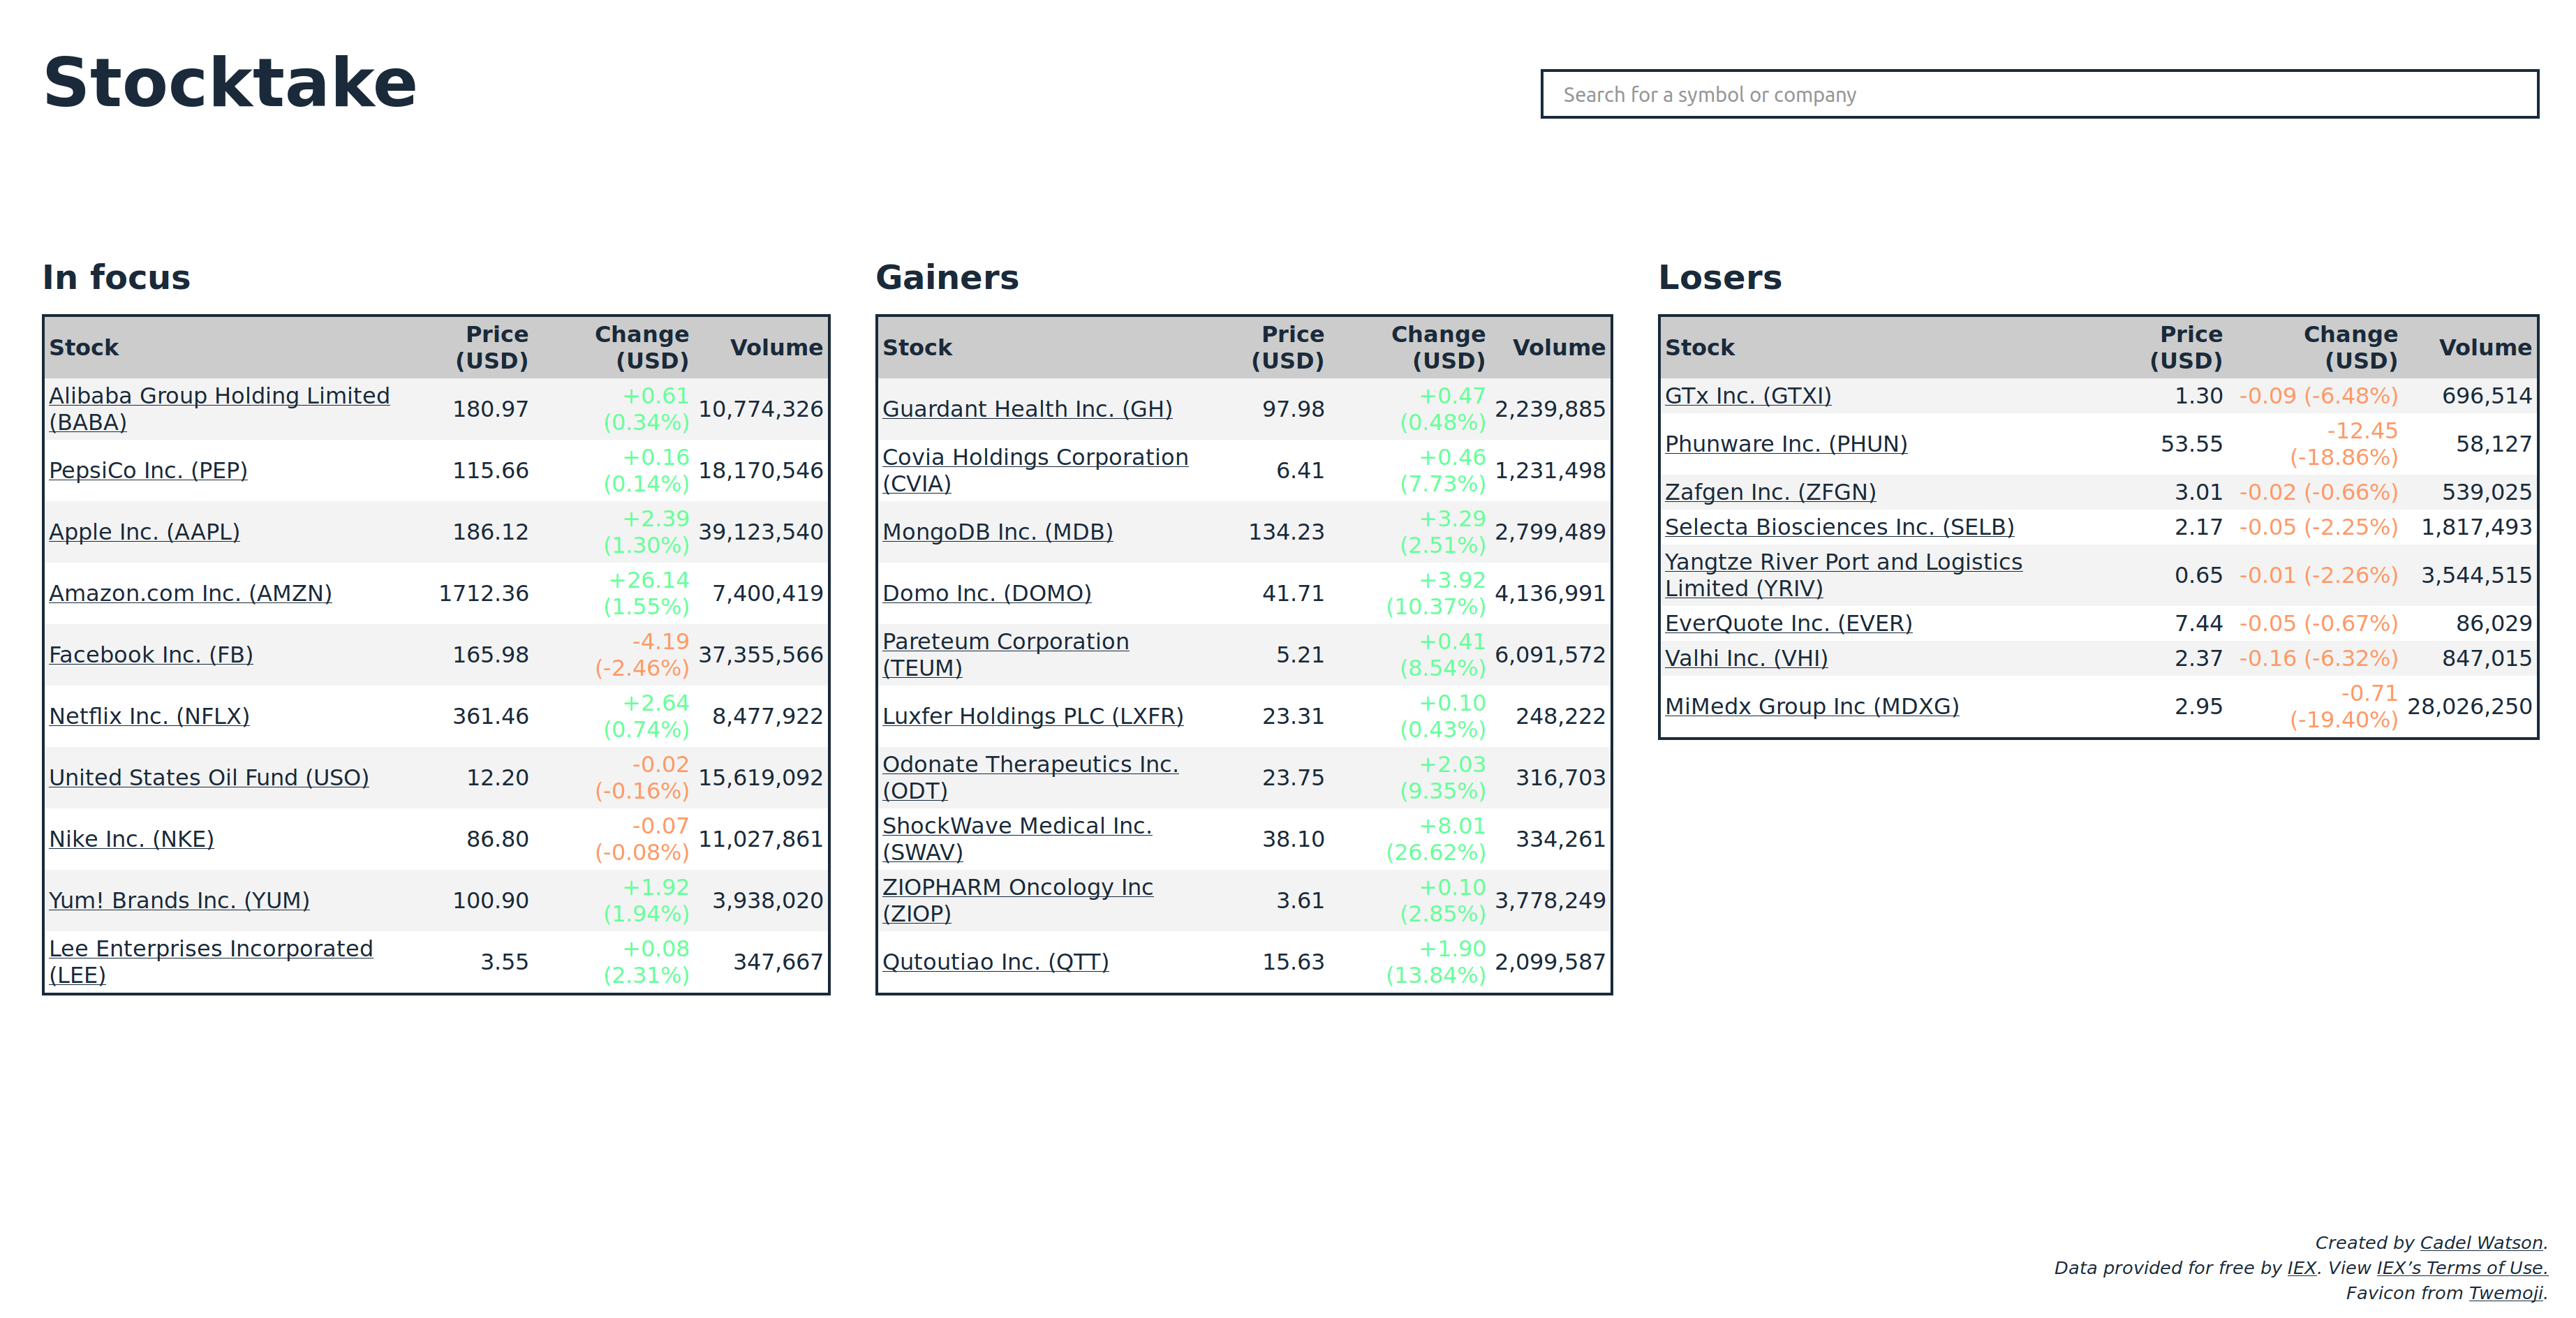 Stocktake
Search for a symbol or company
In focus
Stock Price (USD) Change (USD) Volume
Alibaba Group Holding Limited (BABA) 180.97 +0.61 (0.34%) 10,774,326
PepsiCo Inc. (PEP) 115.66 +0.16 (0.14%) 18,170,546
Apple Inc. (AAPL) 186.12 +2.39 (1.30%) 39,123,540
Amazon.com Inc. (AMZN) 1712.36 +26.14 (1.55%) 7,400,419
Facebook Inc. (FB) 165.98 -4.19 (-2.46%) 37,355,566
Netflix Inc. (NFLX) 361.46 +2.64 (0.74%) 8,477,922
United States Oil Fund (USO) 12.20 -0.02 (-0.16%) 15,619,092
Nike Inc. (NKE) 86.80 -0.07 (-0.08%) 11,027,861
Yum! Brands Inc. (YUM) 100.90 +1.92 (1.94%) 3,938,020
Lee Enterprises Incorporated (LEE) 3.55 +0.08 (2.31%) 347,667
Gainers
Stock Price (USD) Change (USD) Volume
Guardant Health Inc. (GH) 97.98 +0.47 (0.48%) 2,239,885
Covia Holdings Corporation (CVIA) 6.41 +0.46 (7.73%) 1,231,498
MongoDB Inc. (MDB) 134.23 +3.29 (2.51%) 2,799,489
Domo Inc. (DOMO) 41.71 +3.92 (10.37%) 4,136,991
Pareteum Corporation (TEUM) 5.21 +0.41 (8.54%) 6,091,572
Luxfer Holdings PLC (LXFR) 23.31 +0.10 (0.43%) 248,222
Odonate Therapeutics Inc. (ODT) 23.75 +2.03 (9.35%) 316,703
ShockWave Medical Inc. (SWAV) 38.10 +8.01 (26.62%) 334,261
ZIOPHARM Oncology Inc (ZIOP) 3.61 +0.10 (2.85%) 3,778,249
Qutoutiao Inc. (QTT) 15.63 +1.90 (13.84%) 2,099,587
Losers
Stock Price (USD) Change (USD) Volume
GTx Inc. (GTXI) 1.30 -0.09 (-6.48%) 696,514
Phunware Inc. (PHUN) 53.55 -12.45 (-18.86%) 58,127
Zafgen Inc. (ZFGN) 3.01 -0.02 (-0.66%) 539,025
Selecta Biosciences Inc. (SELB) 2.17 -0.05 (-2.25%) 1,817,493
Yangtze River Port and Logistics Limited (YRIV) 0.65 -0.01 (-2.26%) 3,544,515
EverQuote Inc. (EVER) 7.44 -0.05 (-0.67%) 86,029
Valhi Inc. (VHI) 2.37 -0.16 (-6.32%) 847,015
MiMedx Group Inc (MDXG) 2.95 -0.71 (-19.40%) 28,026,250
Created by Cadel Watson.
Data provided for free by IEX. View IEX’s Terms of Use.
Favicon from Twemoji.